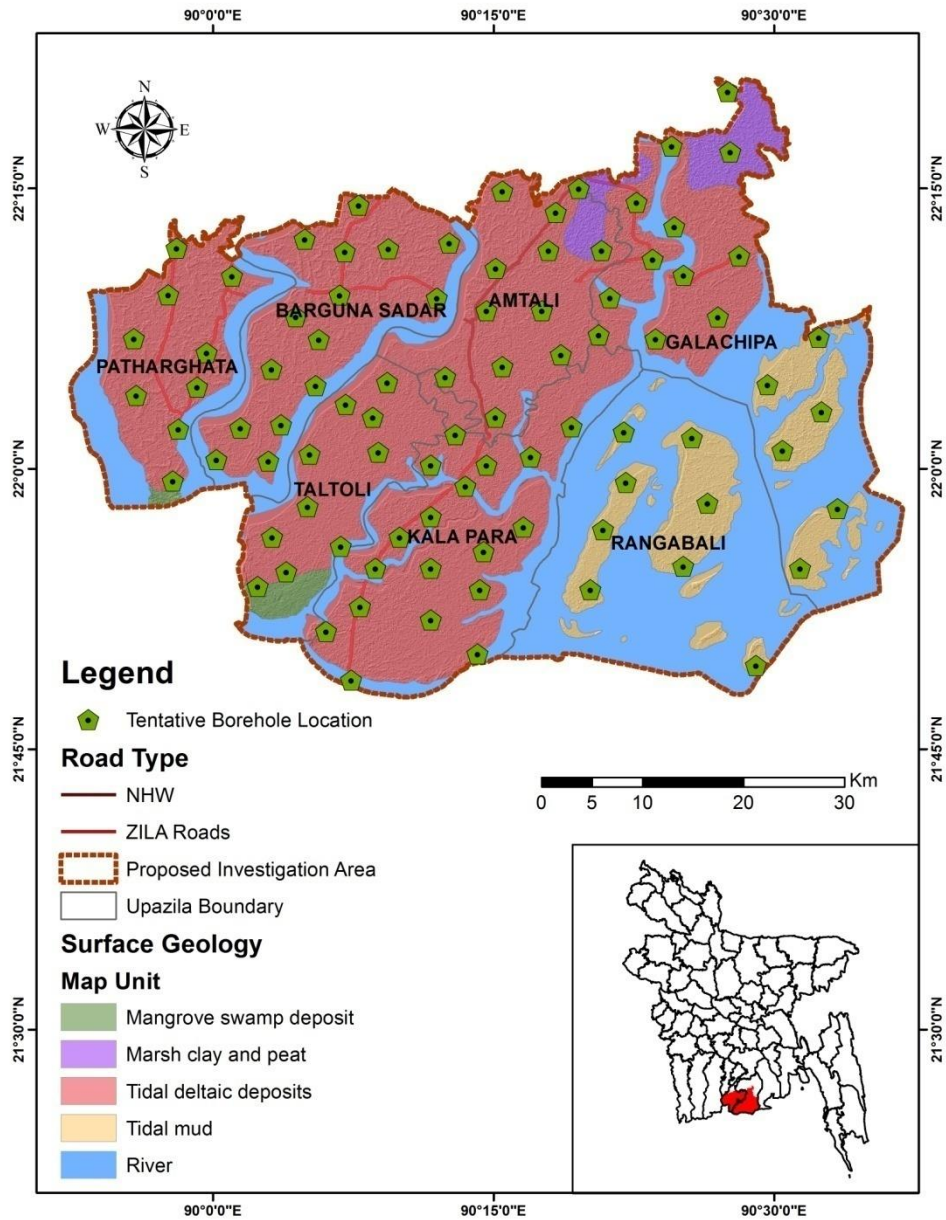 90°0'0"E
90°15'0"E
90°30'0"E
N
W E
S
22°15'0"N
22°15'0"N
BARGUNA SADAR
AMTALI
PATHARGHATA
GALACHIPA
22°0'0"N
22°0'0"N
TALTOLI
KALA PARA
RANGABALI
Legend
Tentative Borehole Location
Road Type
NHW
ZILA Roads
Proposed Investigation Area
Upazila Boundary
Surface Geology
Map Unit
Mangrove swamp deposit
Marsh clay and peat
Tidal deltaic deposits
Tidal mud
River
21°45'0"N
21°45'0"N
Km
0 5 10 20 30
21°30'0"N
21°30'0"N
90°0'0"E
90°15'0"E
90°30'0"E